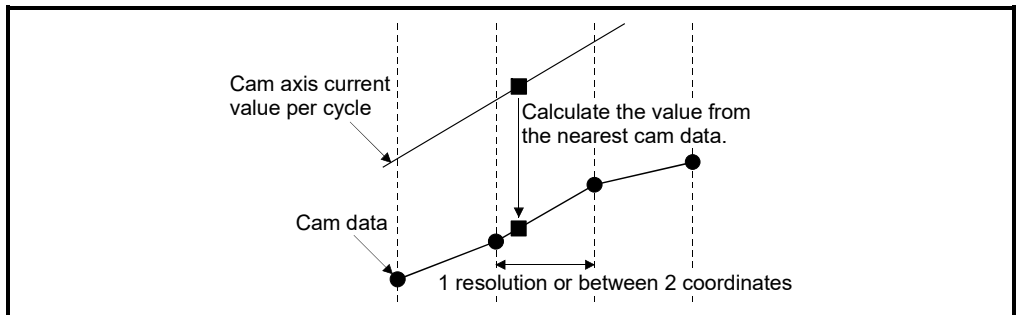 Cam axis current
value per cycle
Calculate the value from
the nearest cam data.
Cam data
1 resolution or between 2 coordinates